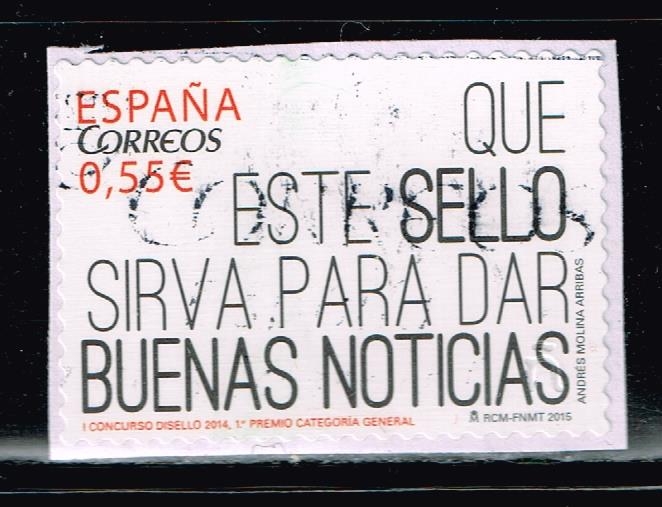 ESPAÑA
CORREOS
0,55€
QUE
ESTE SELLO
SIRVA PARA DAR
BUENAS NOTICIAS
ANDRÉS MOLINA ARRIBAS
I CONCURSO DISELLO 2014, 1.º PREMIO CATEGORÍA GENERAL
RCM-FNMT 2015